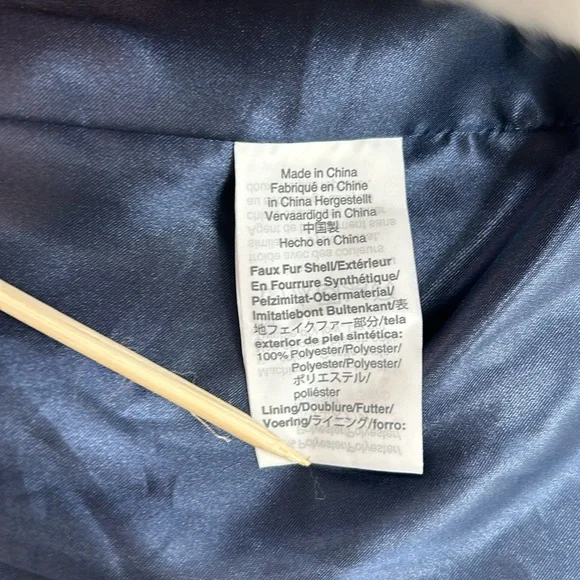 Made in China
Fabriqué en Chine
in China Hergestellt
Vervaardigd in China
中国製
Hecho en China
Faux Fur Shell/Extérieur
En Fourrure Synthétique/
Pelzimitat-Obermaterial/
Imitatiebont Buitenkant/表
地フェイクファー部分/tela
exterior de piel sintética:
100% Polyester/Polyester/
Polyester/Polyester/
ポリエステル/
poliéster
Lining/Doublure/Futter/
Voering/ライニング/forro: